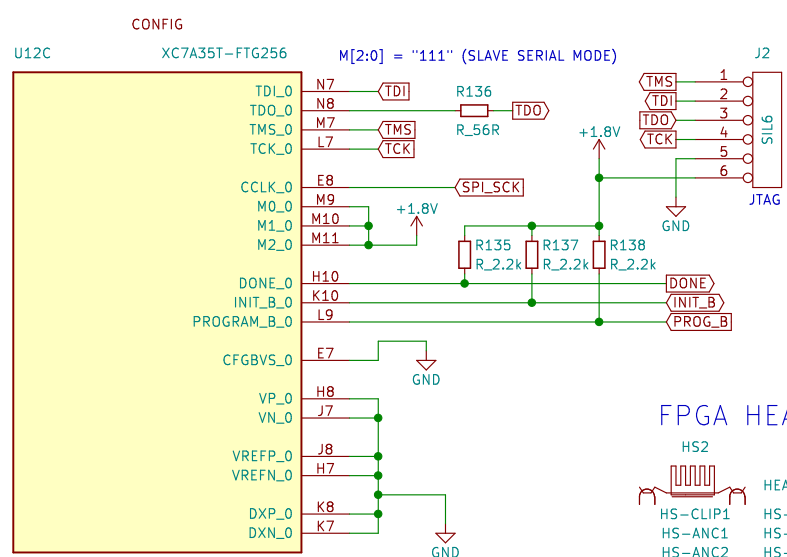 CONFIG
U12C XC7A35T-FTG256
M[2:0] = "111" (SLAVE SERIAL MODE)
J2
TDI_0 N7 TDI
TDO_0 N8 R136 R_56R TDO
TMS_0 M7 TMS
TCK_0 L7 TCK
TMS 1
TDI 2
TDO 3
TCK 4
5
6
SIL6
JTAG
GND
+1.8V
CCLK_0 E8 SPI_SCK
M0_0 M9
M1_0 M10
M2_0 M11
+1.8V
R135 R137 R138
R_2.2k R_2.2k R_2.2k
DONE_0 H10 DONE
INIT_B_0 K10 INIT_B
PROGRAM_B_0 L9 PROG_B
CFGBVS_0 E7
GND
VP_0 H8
VN_0 J7
VREFP_0 J8
VREFN_0 H7
DXP_0 K8
DXN_0 K7
GND
FPGA HEA
HS2
HEA
HS-CLIP1 HS-
HS-ANC1 HS-
HS-ANC2 HS-